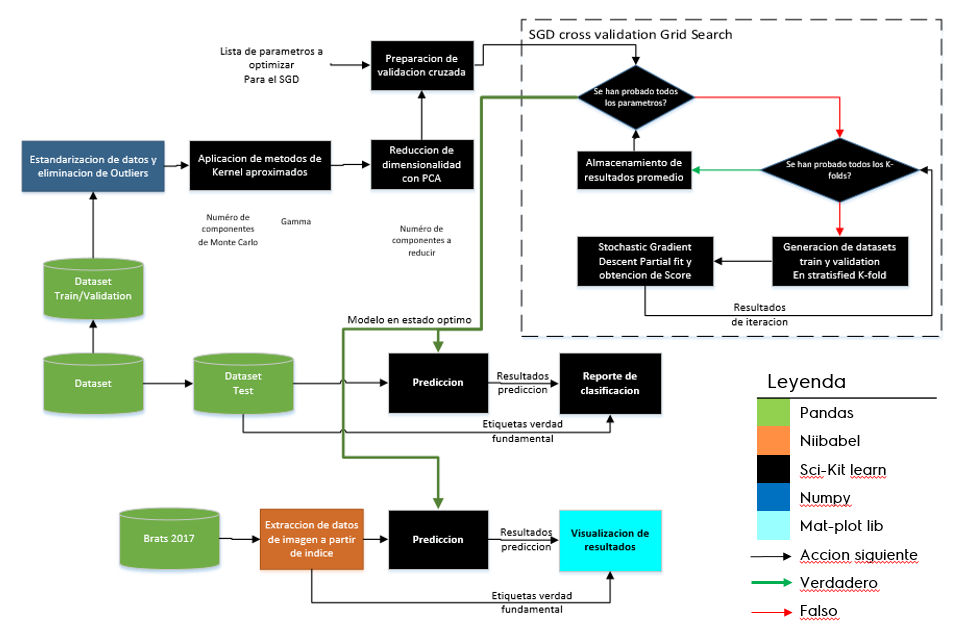 SGD cross validation Grid Search
Lista de parametros a
optimizar
Para el SGD
Preparacion de
validacion cruzada
Se han probado todos
los parametros?
Estandarizacion de datos y
eliminacion de Outliers
Aplicacion de metodos de
Kernel aproximados
Reduccion de
dimensionalidad
con PCA
Almacenamiento de
resultados promedio
Se han probado todos los K-
folds?
Numéro de
componentes
de Monte Carlo
Gamma
Numéro de
componentes a
reducir
Stochastic Gradient
Descent Partial fit y
obtencion de Score
Generacion de datasets
train y validation
En stratisfied K-fold
Dataset
Train/Validation
Resultados
de iteracion
Modelo en estado optimo
Dataset
Dataset
Test
Prediccion
Resultados
prediccion
Reporte de
clasificacion
Etiquetas verdad
fundamental
Leyenda
Pandas
Niibabel
Sci-Kit learn
Numpy
Mat-plot lib
Accion siguiente
Verdadero
Falso
Brats 2017
Extraccion de datos
de imagen a partir
de indice
Prediccion
Resultados
prediccion
Visualizacion de
resultados
Etiquetas verdad
fundamental